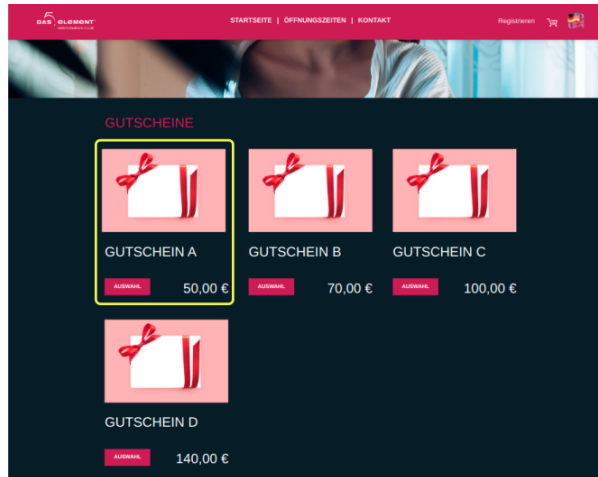 DAS ELEMENT
STARTSEITE | ÖFFNUNGSZEITEN | KONTAKT
Registrieren
GUTSCHEINE
GUTSCHEIN A
AUSWAHL 50,00 €
GUTSCHEIN B
AUSWAHL 70,00 €
GUTSCHEIN C
AUSWAHL 100,00 €
GUTSCHEIN D
AUSWAHL 140,00 €